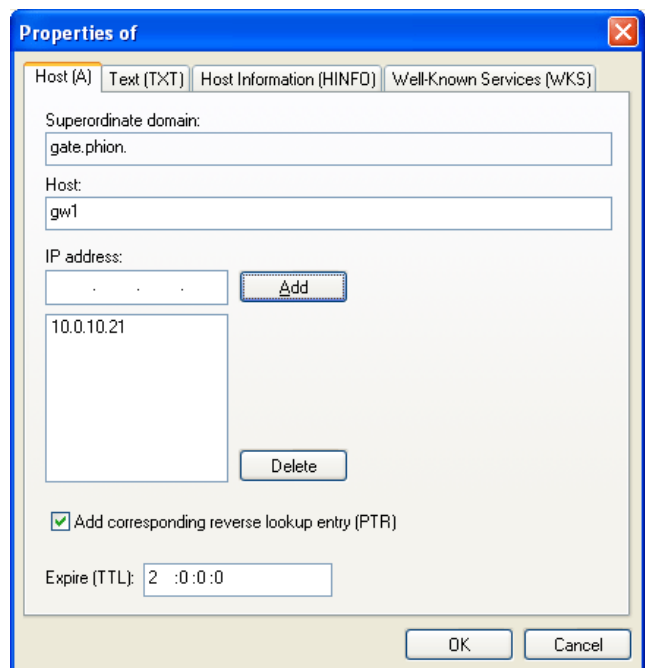 Properties of
Host (A) Text (TXT) Host Information (HINFO) Well-Known Services (WKS)
Superordinate domain:
gate.phion.
Host:
gw1
IP address:
. . . Add
10.0.10.21
Delete
Add corresponding reverse lookup entry (PTR)
Expire (TTL): 2 :0:0:0
OK Cancel